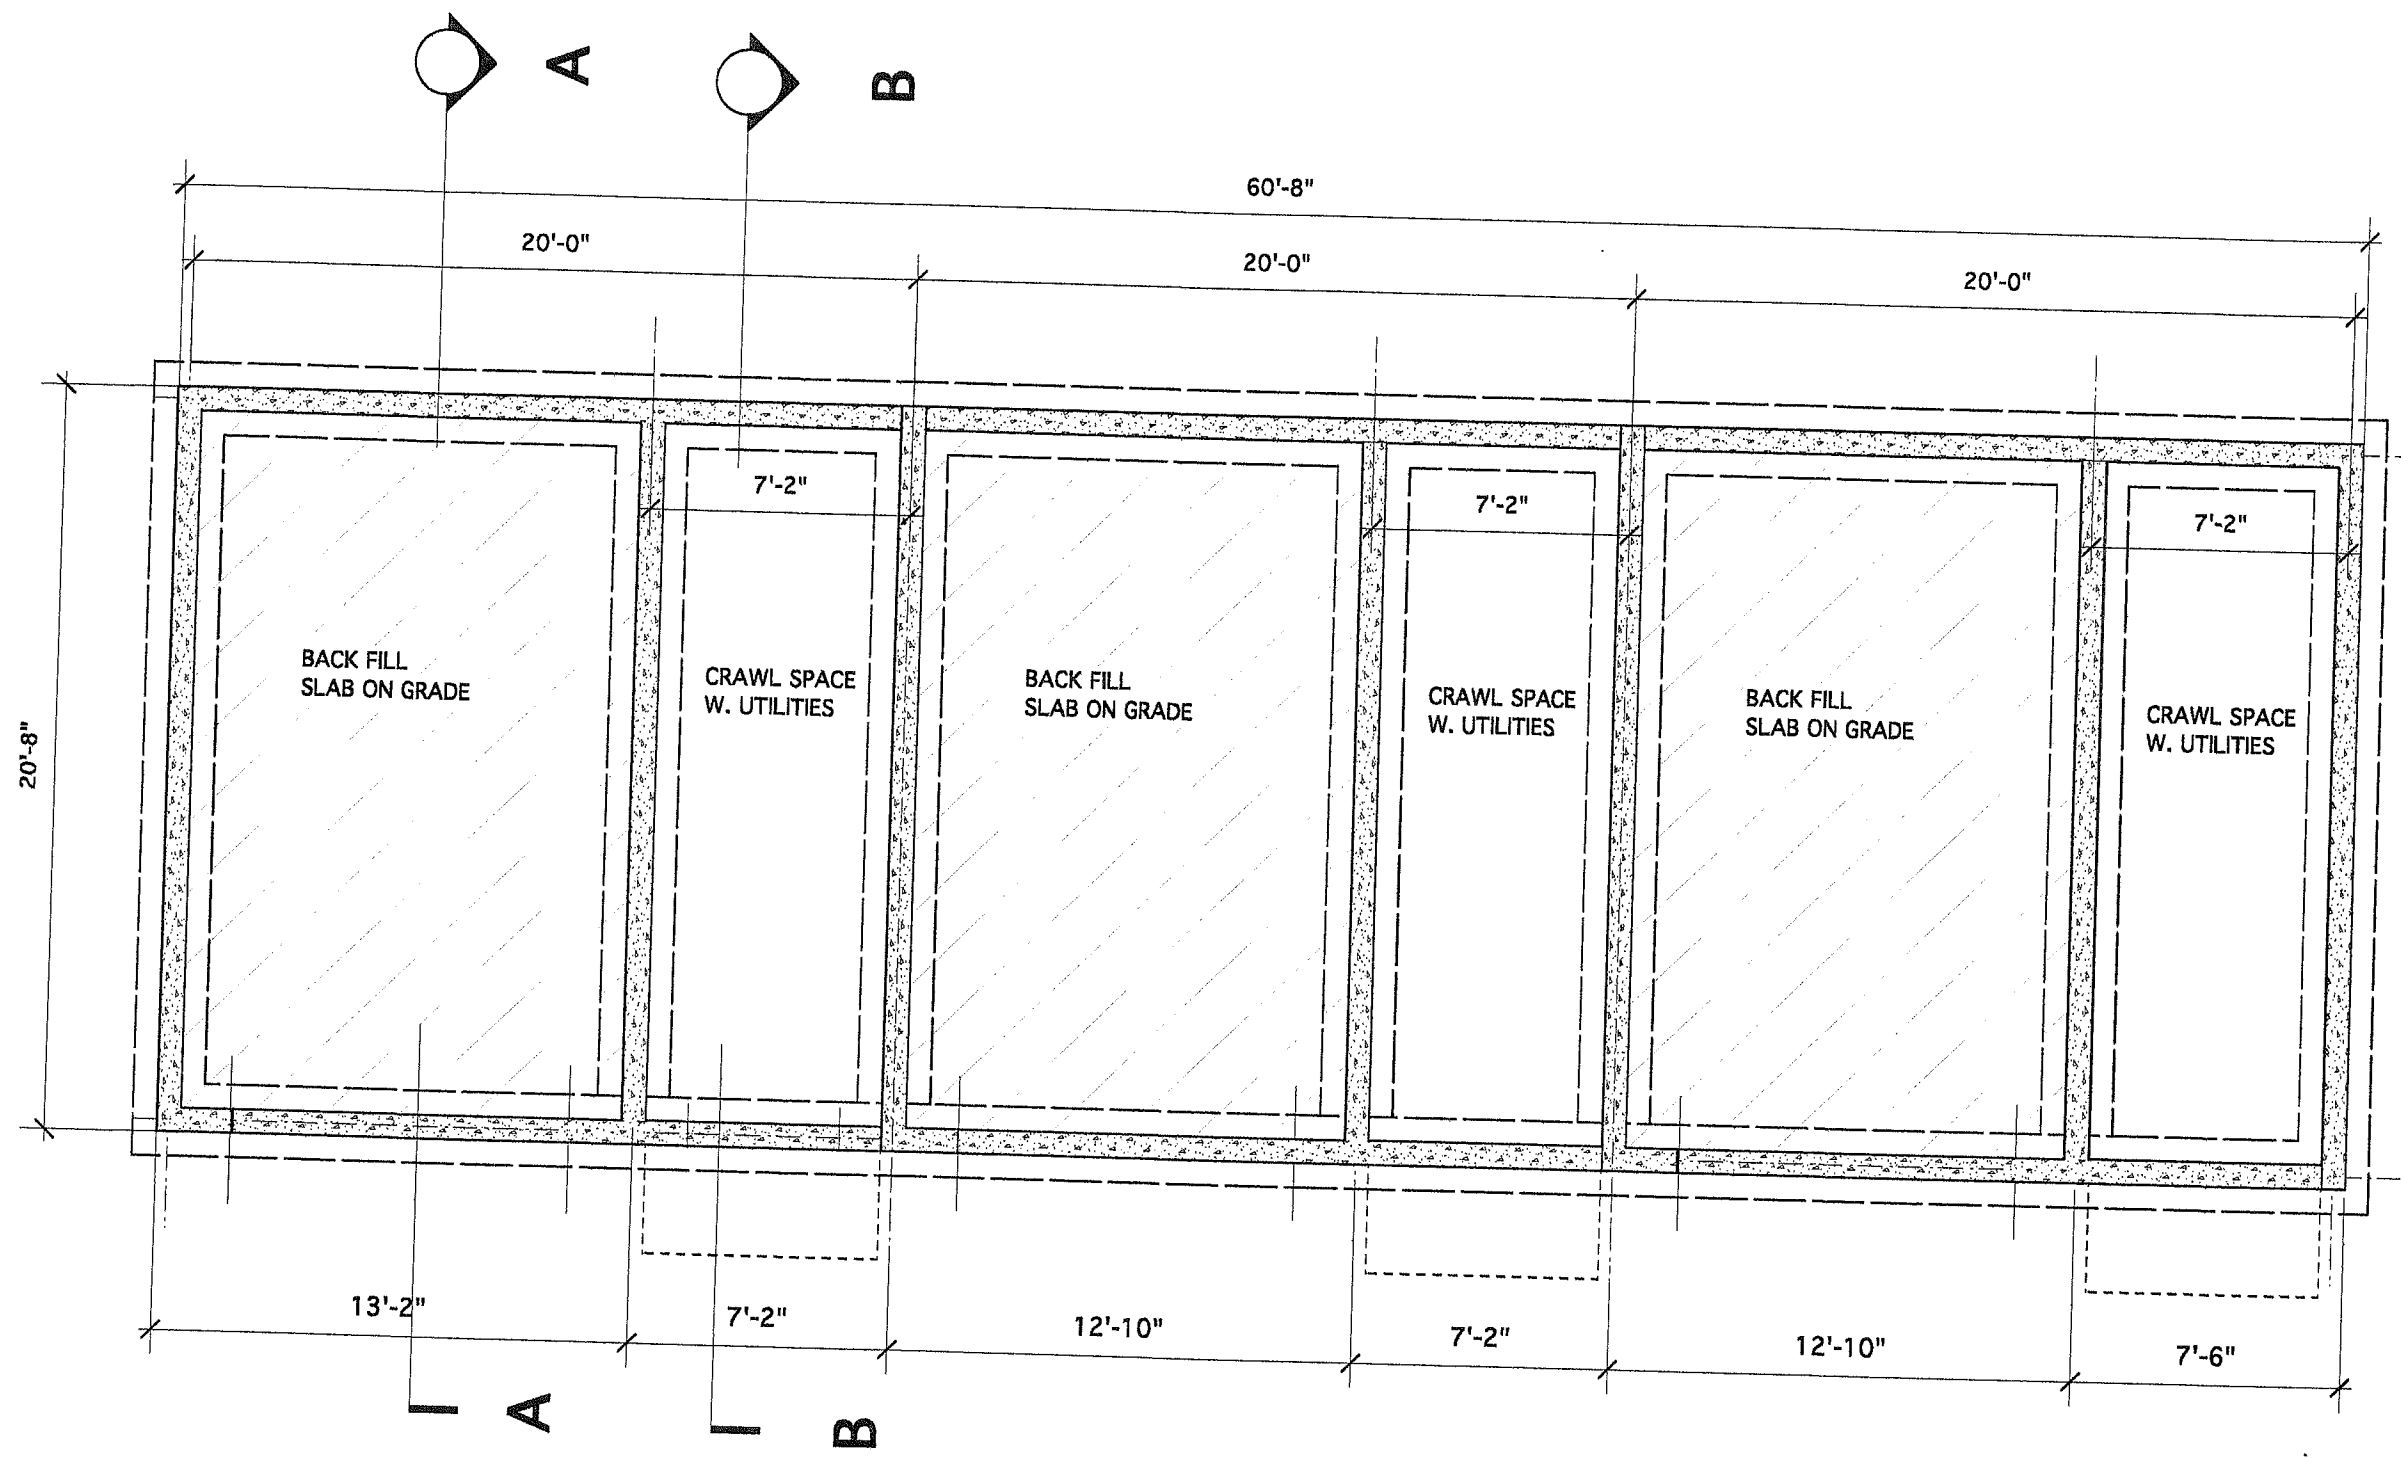 A
B
60'-8"
20'-0"
20'-0"
20'-0"
7'-2"
7'-2"
7'-2"
BACK FILL
SLAB ON GRADE
CRAWL SPACE
W. UTILITIES
BACK FILL
SLAB ON GRADE
CRAWL SPACE
W. UTILITIES
BACK FILL
SLAB ON GRADE
CRAWL SPACE
W. UTILITIES
20'-8"
13'-2"
7'-2"
12'-10"
7'-2"
12'-10"
7'-6"
A
B